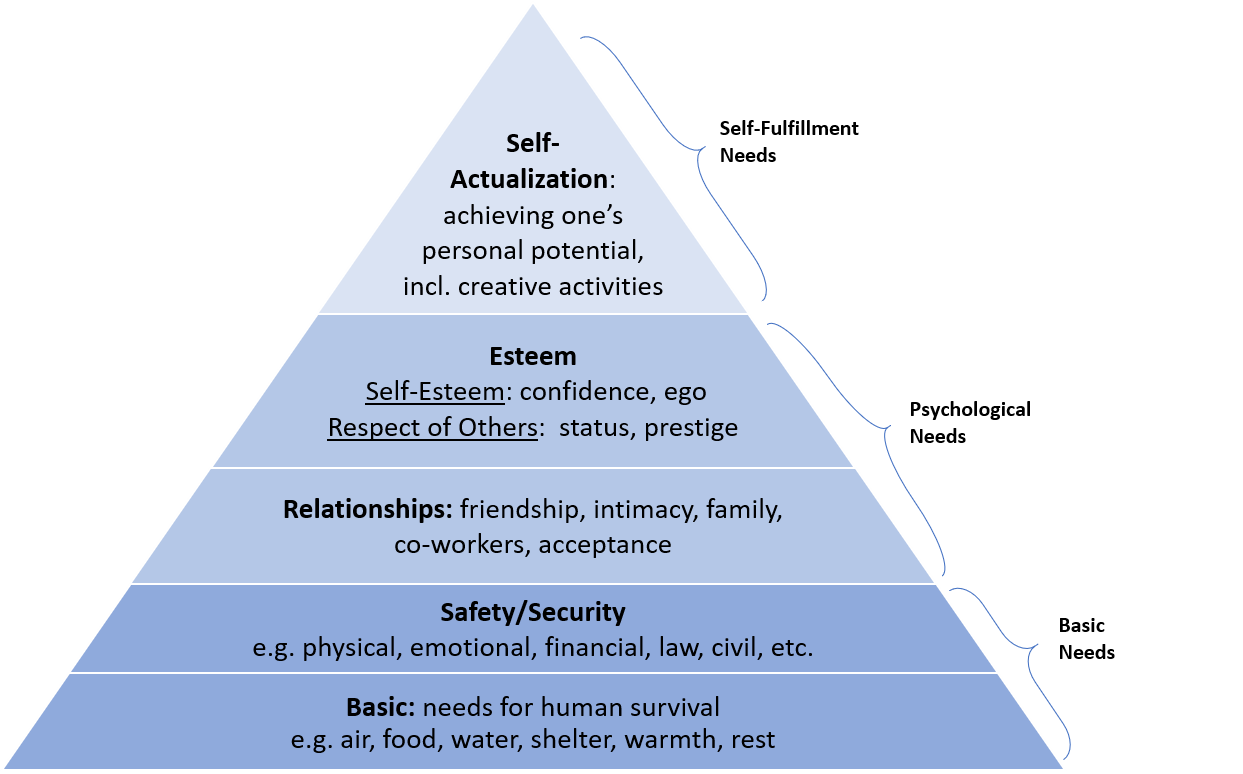 Self-
Actualization:
achieving one’s
personal potential,
incl. creative activities
Self-Fulfillment
Needs
Esteem
Self-Esteem: confidence, ego
Respect of Others:  status, prestige
Relationships: friendship, intimacy, family,
co-workers, acceptance
Psychological
Needs
Safety/Security
e.g. physical, emotional, financial, law, civil, etc.
Basic: needs for human survival
e.g. air, food, water, shelter, warmth, rest
Basic
Needs